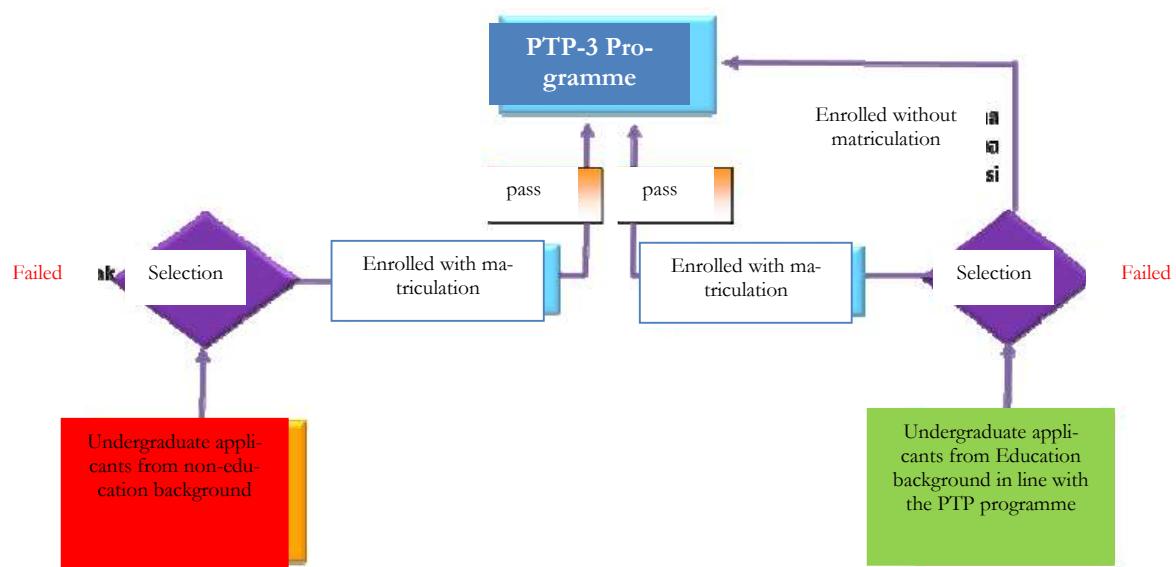 PTP-3 Pro-
gramme
Enrolled without
matriculation
a
a
si
pass
pass
Failed
ak
Selection
Enrolled with ma-
triculation
Enrolled with ma-
triculation
Selection
Failed
Undergraduate appli-
cants from non-edu-
cation background
Undergraduate appli-
cants from Education
background in line with
the PTP programme